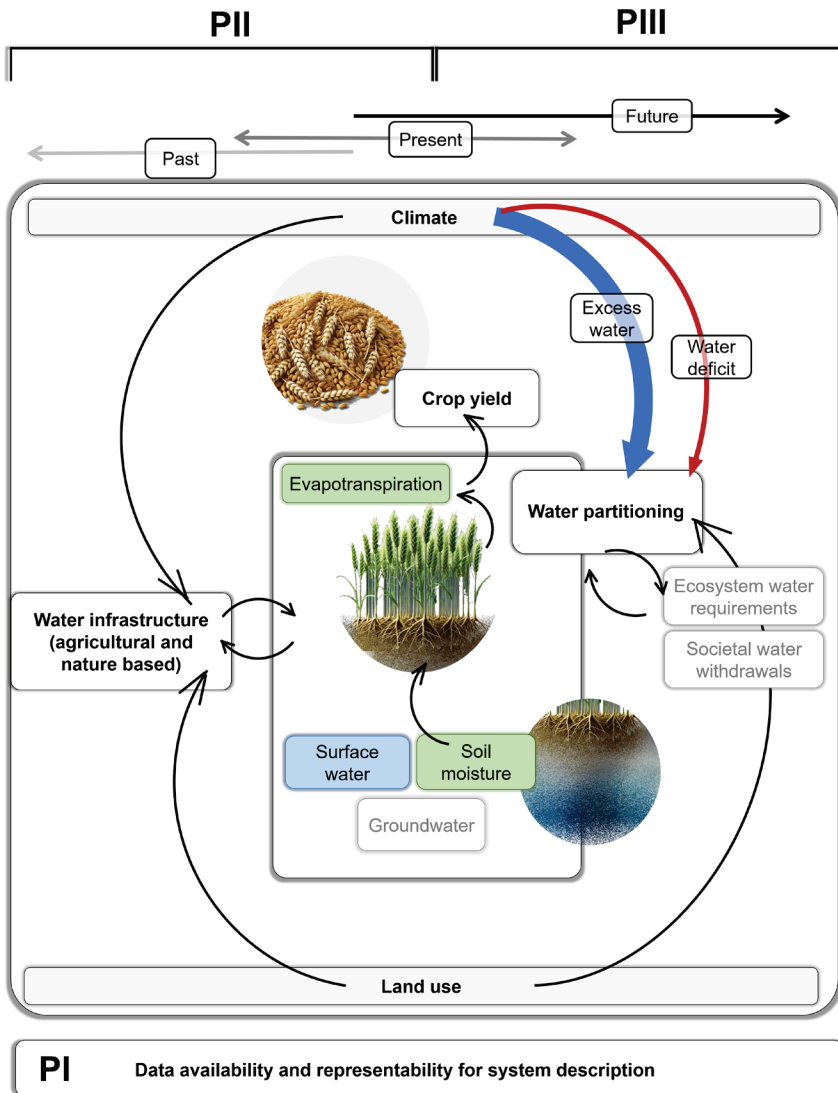 PII
PIII
Future
Present
Past
Climate
Excess
water
Water
deficit
Crop yield
Evapotranspiration
Water partitioning
Ecosystem water
requirements
Water infrastructure
(agricultural and
nature based)
Societal water
withdrawals
Surface
water
Soil
moisture
Groundwater
Land use
PI
Data availability and representability for system description